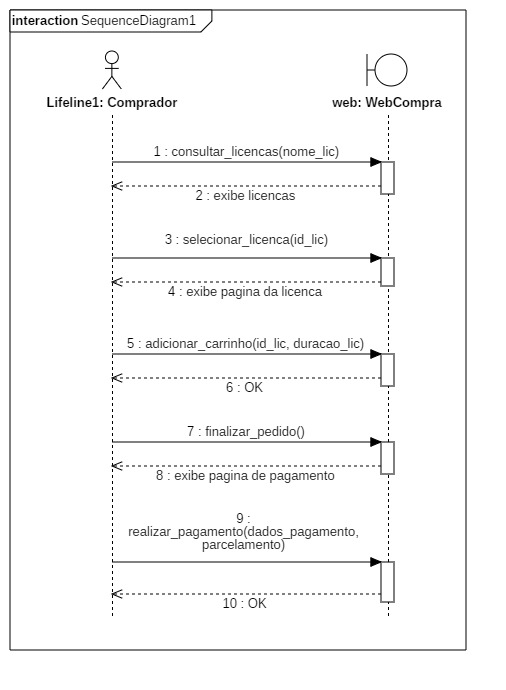 interaction SequenceDiagram1
Lifeline1: Comprador
web: WebCompra
1 : consultar_licencas(nome_lic)
2 : exibe licencas
3 : selecionar_licenca(id_lic)
4 : exibe pagina da licenca
5 : adicionar_carrinho(id_lic, duracao_lic)
6 : OK
7 : finalizar_pedido()
8 : exibe pagina de pagamento
9 :
realizar_pagamento(dados_pagamento,
parcelamento)
10 : OK